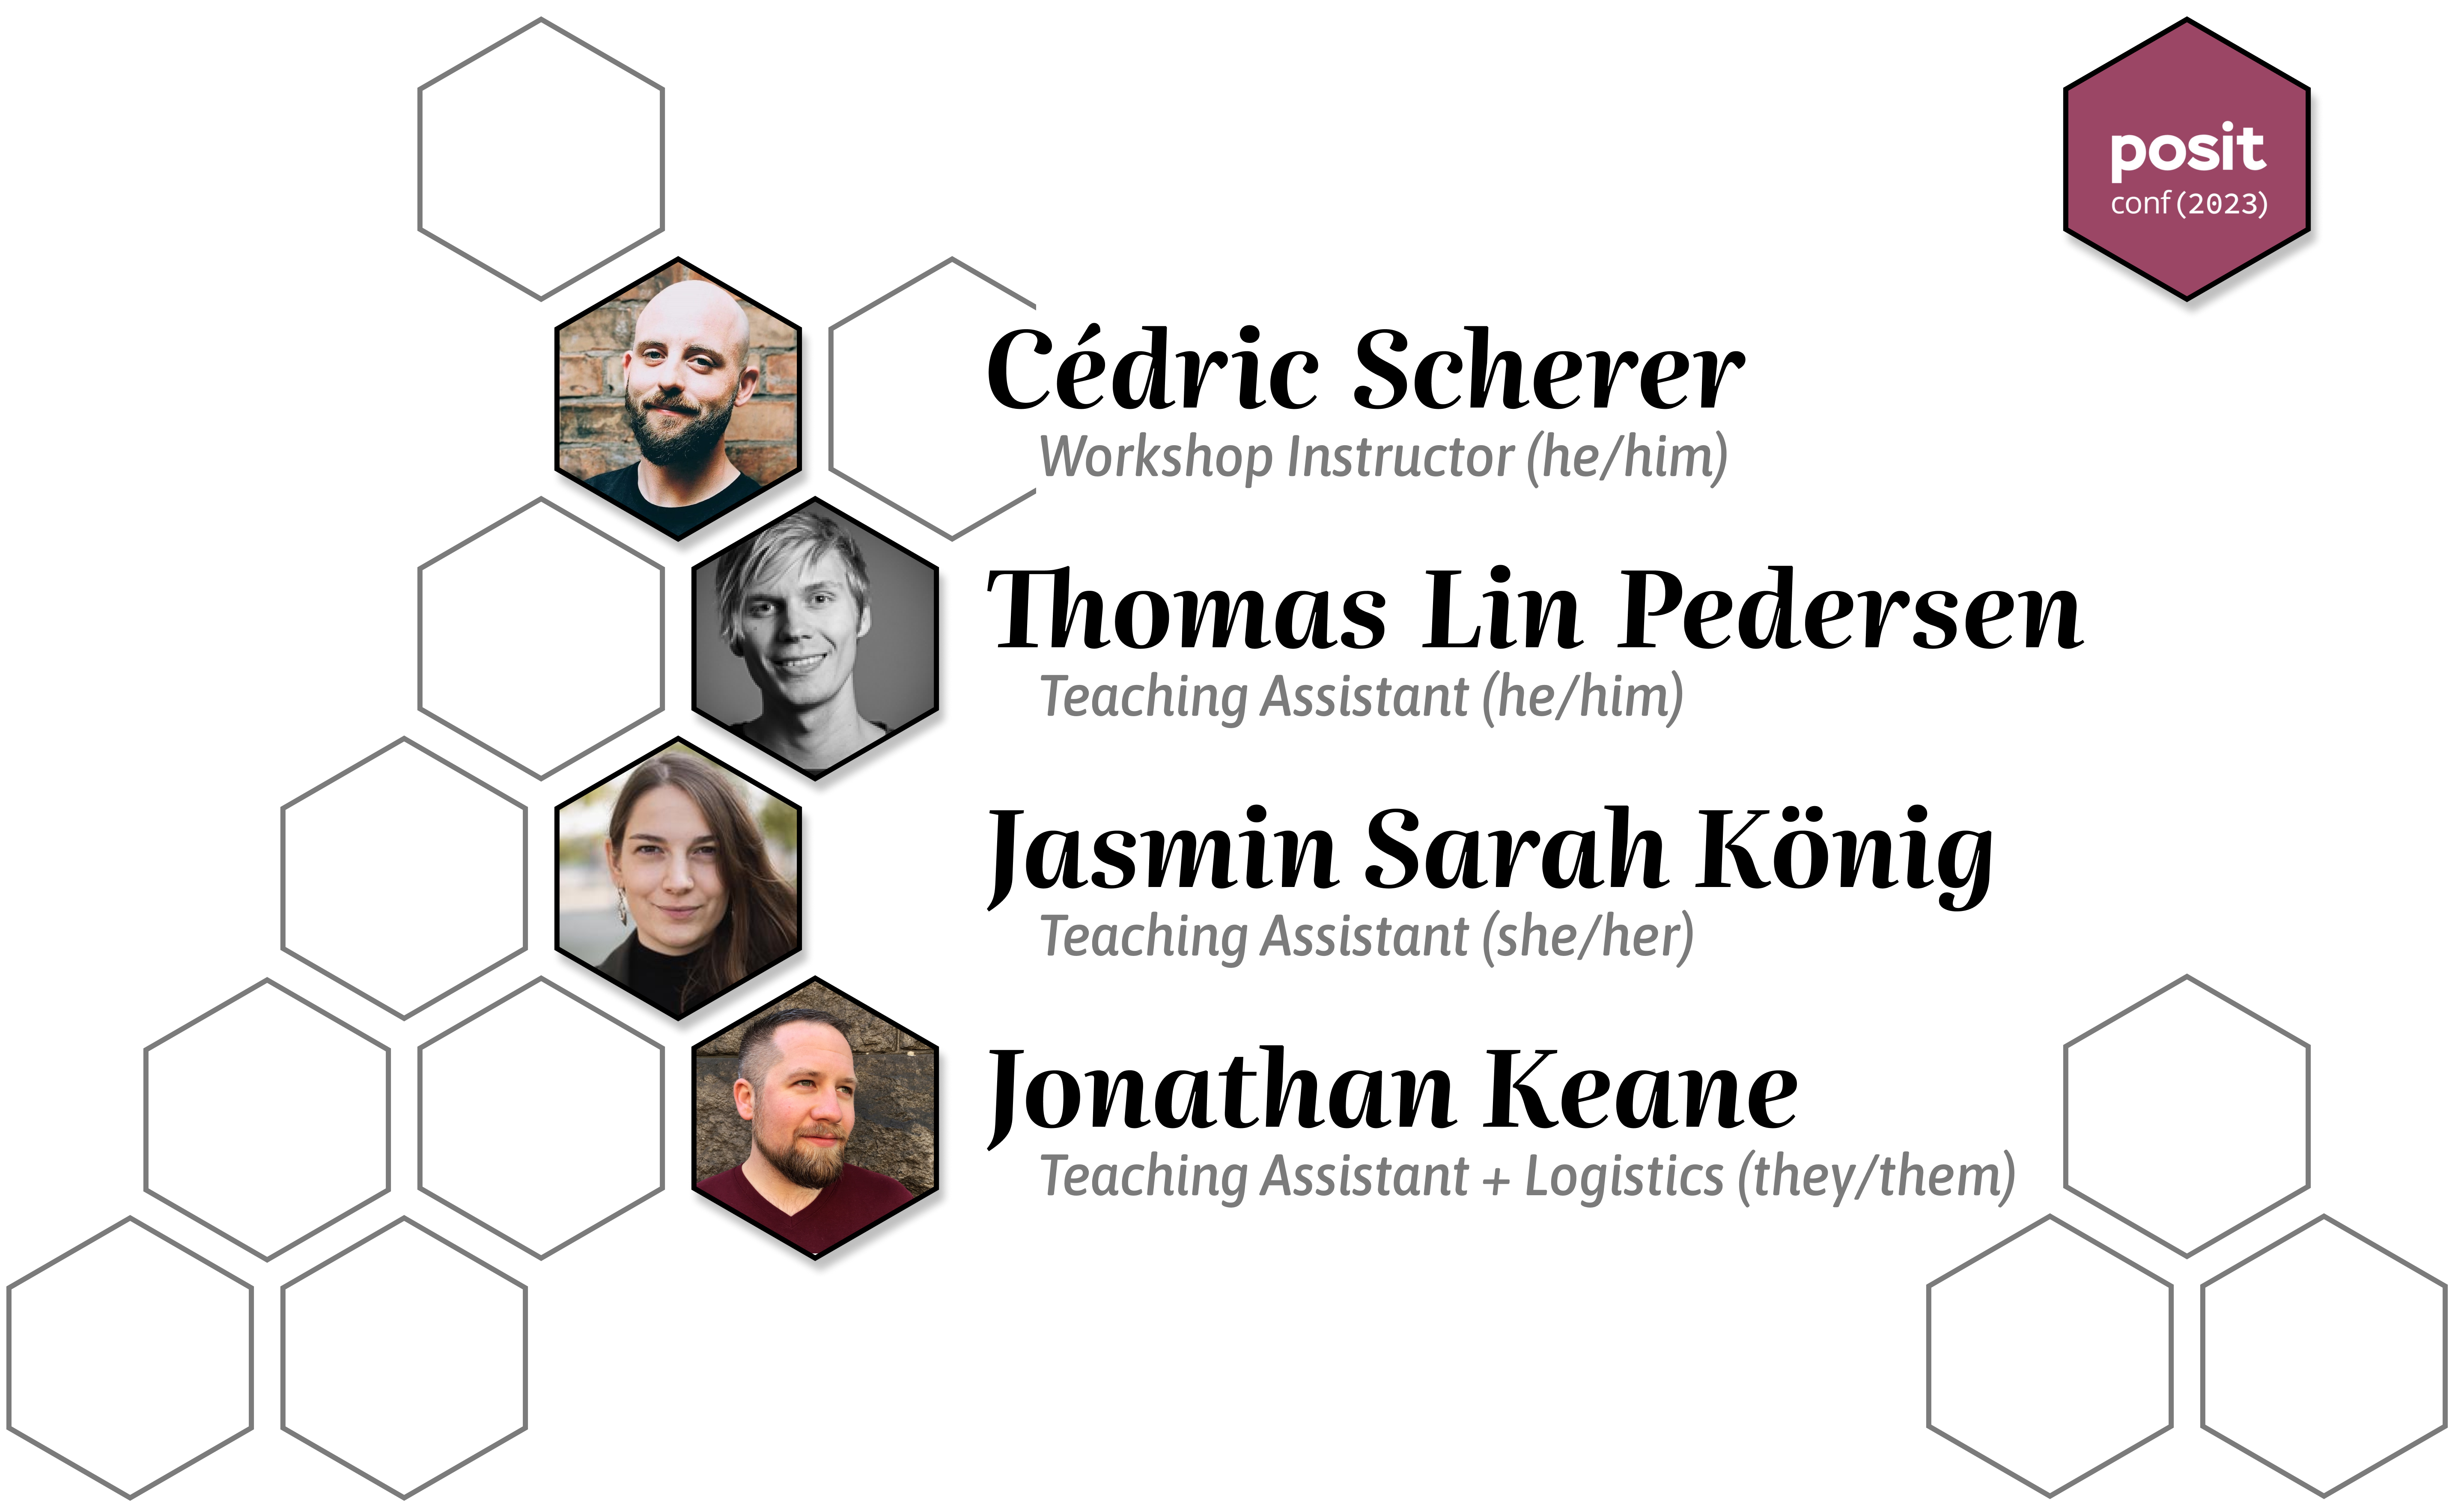 posit
conf(2023)
Cédric Scherer
Workshop Instructor (he/him)
Thomas Lin Pedersen
Teaching Assistant (he/him)
Jasmin Sarah König
Teaching Assistant (she/her)
Jonathan Keane
Teaching Assistant + Logistics (they/them)